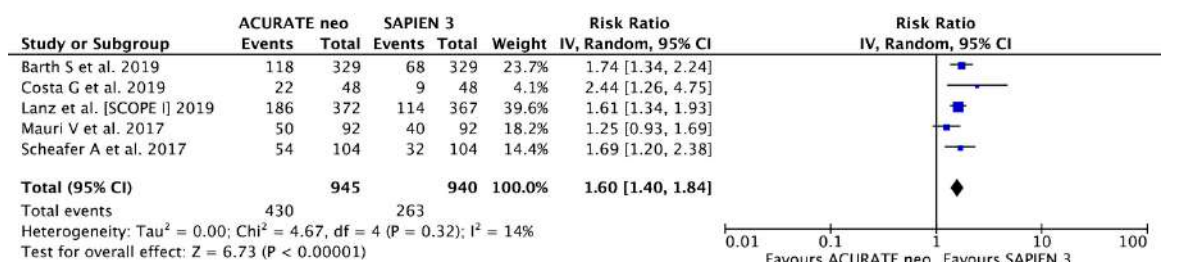 ACURATE neo SAPIEN 3 Risk Ratio Risk Ratio
Study or Subgroup Events Total Events Total Weight IV, Random, 95% CI IV, Random, 95% CI
Barth S et al. 2019 118 329 68 329 23.7% 1.74 [1.34, 2.24]
Costa G et al. 2019 22 48 9 48 4.1% 2.44 [1.26, 4.75]
Lanz et al. [SCOPE I] 2019 186 372 114 367 39.6% 1.61 [1.34, 1.93]
Mauri V et al. 2017 50 92 40 92 18.2% 1.25 [0.93, 1.69]
Scheafer A et al. 2017 54 104 32 104 14.4% 1.69 [1.20, 2.38]
Total (95% CI) 945 940 100.0% 1.60 [1.40, 1.84]
Total events 430 263
Heterogeneity: Tau² = 0.00; Chi² = 4.67, df = 4 (P = 0.32); I² = 14%
Test for overall effect: Z = 6.73 (P < 0.00001)
0.01 0.1 1 10 100
Favours ACURATE neo Favours SAPIEN 3